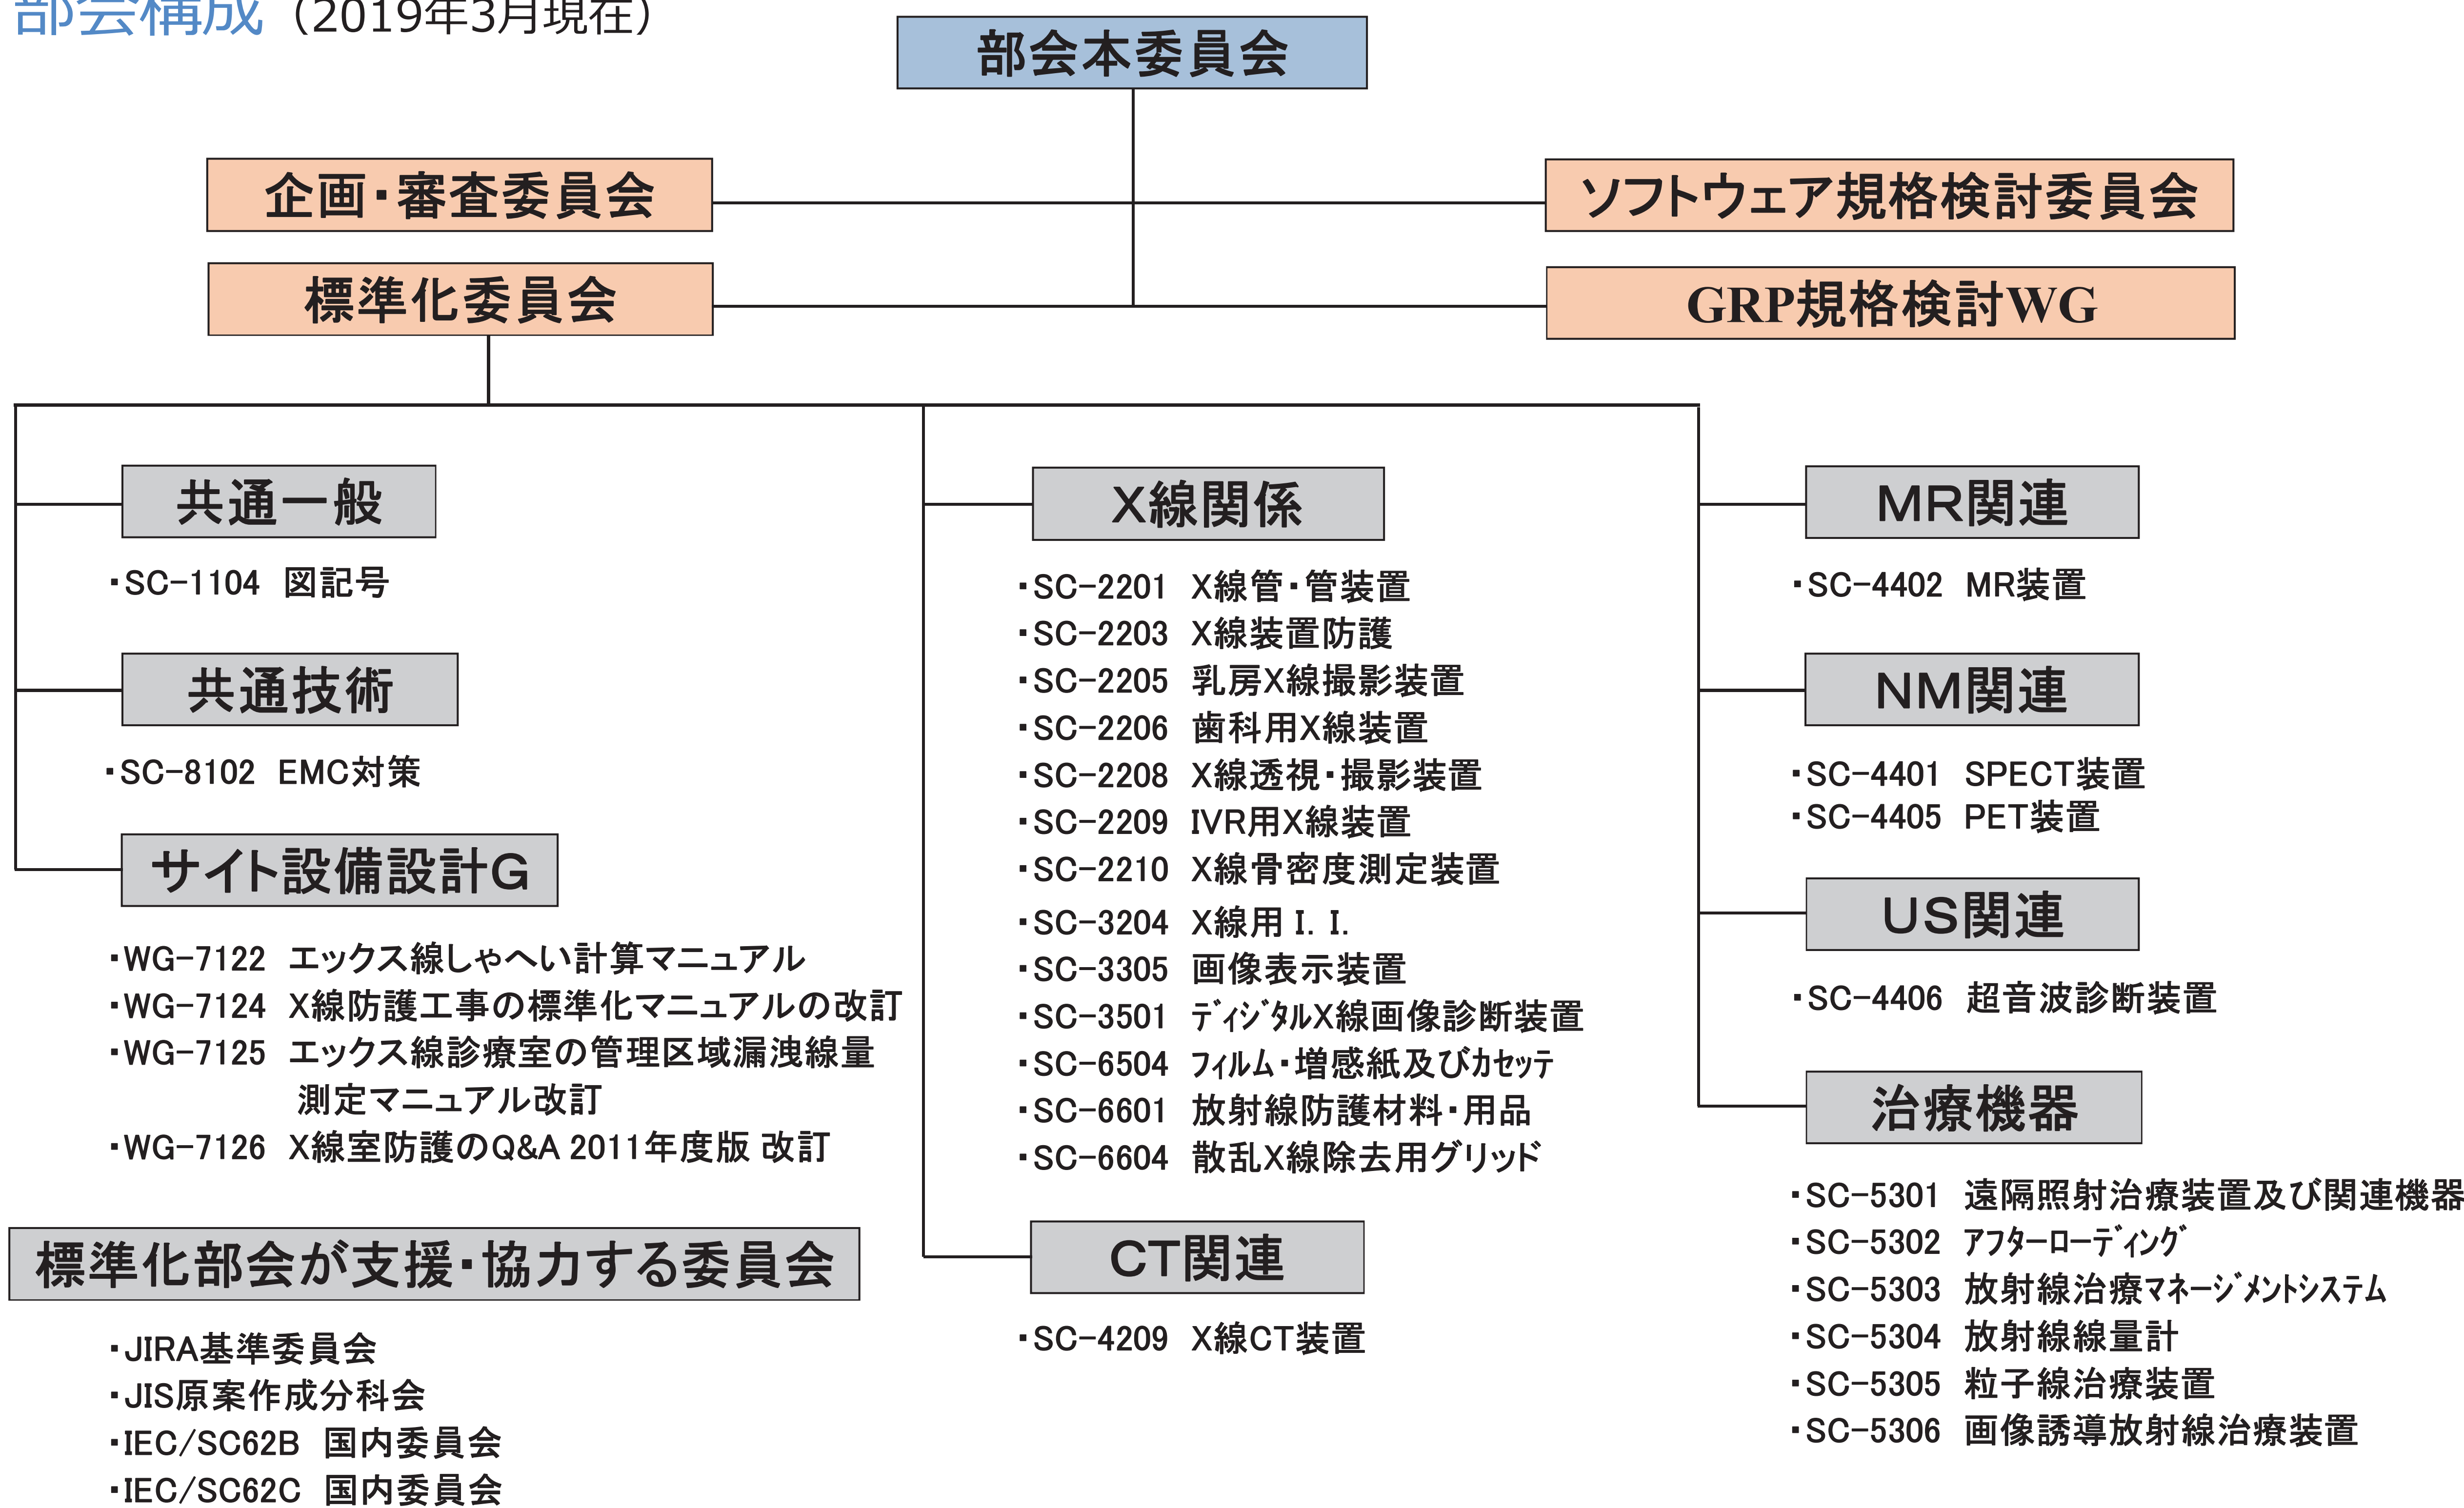 部会構成（2019年3月現在）
部会本委員会
企画・審査委員会
ソフトウェア規格検討委員会
標準化委員会
GRP規格検討WG
共通一般
・SC-1104 図記号
共通技術
・SC-8102 EMC対策
サイト設備設計G
・WG-7122 エックス線しゃへい計算マニュアル
・WG-7124 X線防護工事の標準化マニュアルの改訂
・WG-7125 エックス線診療室の管理区域漏洩線量
測定マニュアル改訂
・WG-7126 X線室防護のQ&A 2011年度版 改訂
標準化部会が支援・協力する委員会
・JIRA基準委員会
・JIS原案作成分科会
・IEC/SC62B 国内委員会
・IEC/SC62C 国内委員会
X線関係
・SC-2201 X線管・管装置
・SC-2203 X線装置防護
・SC-2205 乳房X線撮影装置
・SC-2206 歯科用X線装置
・SC-2208 X線透視・撮影装置
・SC-2209 IVR用X線装置
・SC-2210 X線骨密度測定装置
・SC-3204 X線用 I. I.
・SC-3305 画像表示装置
・SC-3501 ﾃﾞｨｼﾞﾀﾙX線画像診断装置
・SC-6504 ﾌｨﾙﾑ・増感紙及びｶｾｯﾃ
・SC-6601 放射線防護材料・用品
・SC-6604 散乱X線除去用グリッド
CT関連
・SC-4209 X線CT装置
MR関連
・SC-4402 MR装置
NM関連
・SC-4401 SPECT装置
・SC-4405 PET装置
US関連
・SC-4406 超音波診断装置
治療機器
・SC-5301 遠隔照射治療装置及び関連機器
・SC-5302 ｱﾌﾀｰﾛｰﾃﾞｨﾝｸﾞ
・SC-5303 放射線治療ﾏﾈｰｼﾞﾒﾝﾄｼｽﾃﾑ
・SC-5304 放射線線量計
・SC-5305 粒子線治療装置
・SC-5306 画像誘導放射線治療装置